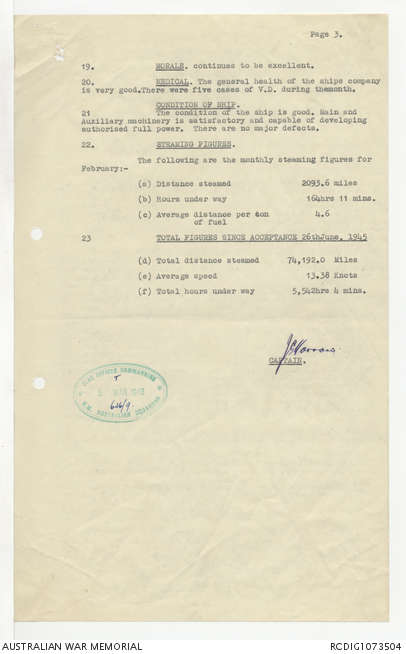 Page 3.
19. MORALE. continues to be excellent.
20. MEDICAL. The general health of the ships company
is very good.There were five cases of V.D. during themonth.
CONDITION OF SHIP.
21 The condition of the ship is good. Main and
Auxiliary machinery is satisfactory and capable of developing
authorised full power. There are no major defects.
22. STEAMING FIGURES.
The following are the monthly steaming figures for
February:-
(a) Distance steamed 2093.6 miles
(b) Hours under way 164hrs 11 mins.
(c) Average distance per ton 4.6
of fuel
23 TOTAL FIGURES SINCE ACCEPTANCE 26thJune, 1945
(d) Total distance steamed 74,192.0 Miles
(e) Average speed 13.38 Knots
(f) Total hours under way 5,542hrs 4 mins.
CAPTAIN.
FLAG OFFICER COMMANDING
H.M. AUSTRALIAN SQUADRON
AUSTRALIAN WAR MEMORIAL
RCDIG1073504